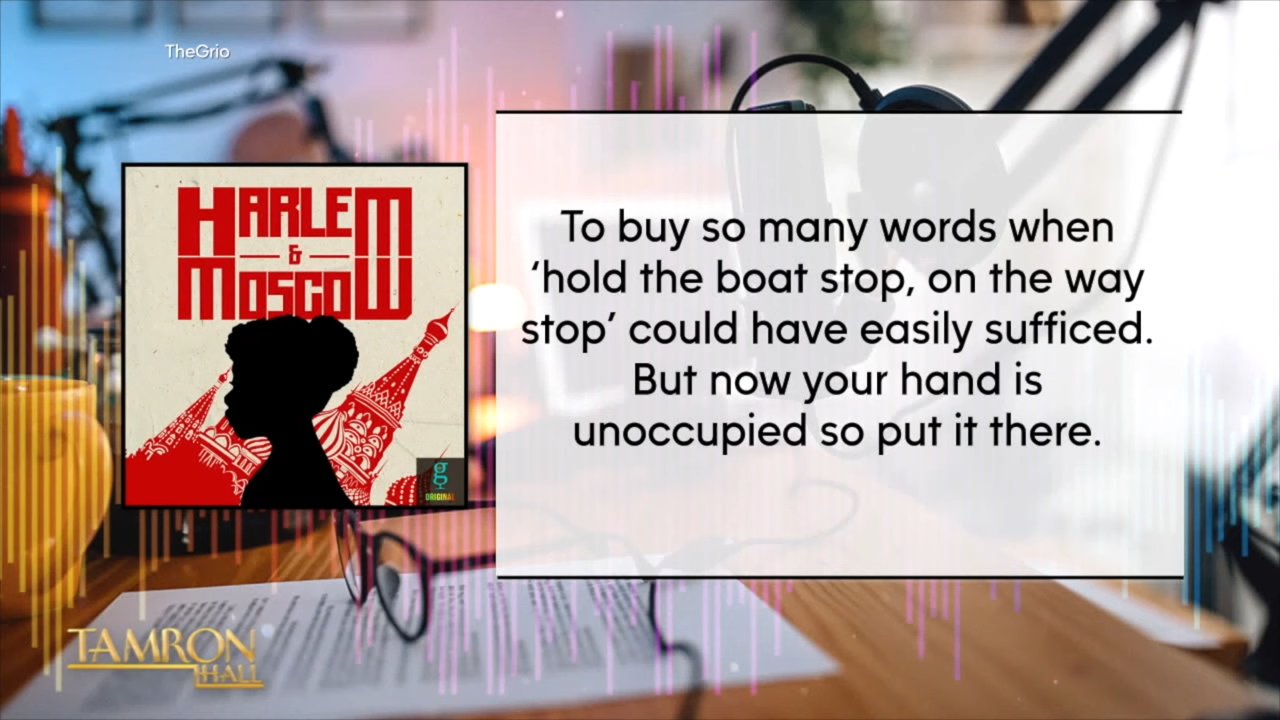 TheGrio
HARLEM
&
MOSCOW
g
ORIGINAL
To buy so many words when
‘hold the boat stop, on the way
stop’ could have easily sufficed.
But now your hand is
unoccupied so put it there.
TAMRON
HALL